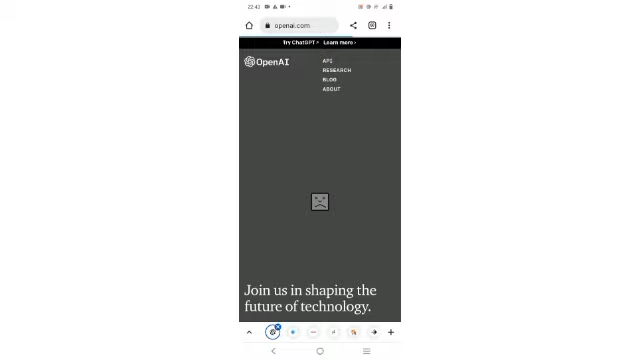 22:43
openai.com
Try ChatGPT↗ Learn more›
OpenAI
API
RESEARCH
BLOG
ABOUT
Join us in shaping the
future of technology.